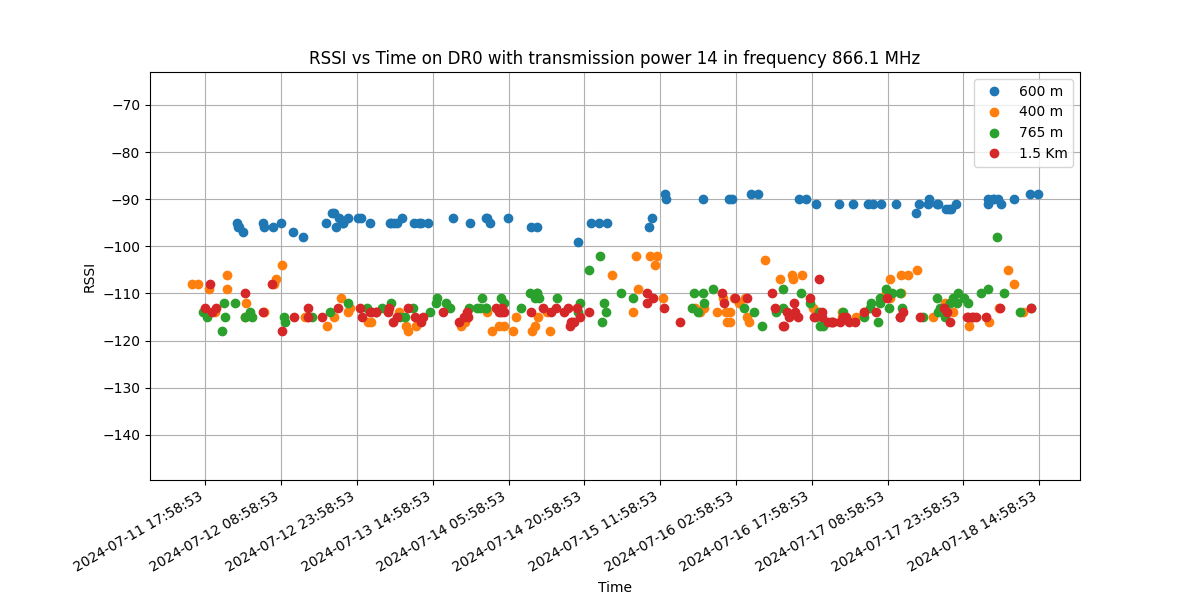 RSSI vs Time on DR0 with transmission power 14 in frequency 866.1 MHz
600 m
400 m
765 m
1.5 Km
−70
−80
−90
−100
−110
−120
−130
−140
RSSI
2024-07-11 17:58:53
2024-07-12 08:58:53
2024-07-12 23:58:53
2024-07-13 14:58:53
2024-07-14 05:58:53
2024-07-14 20:58:53
2024-07-15 11:58:53
2024-07-16 02:58:53
2024-07-16 17:58:53
2024-07-17 08:58:53
2024-07-17 23:58:53
2024-07-18 14:58:53
Time